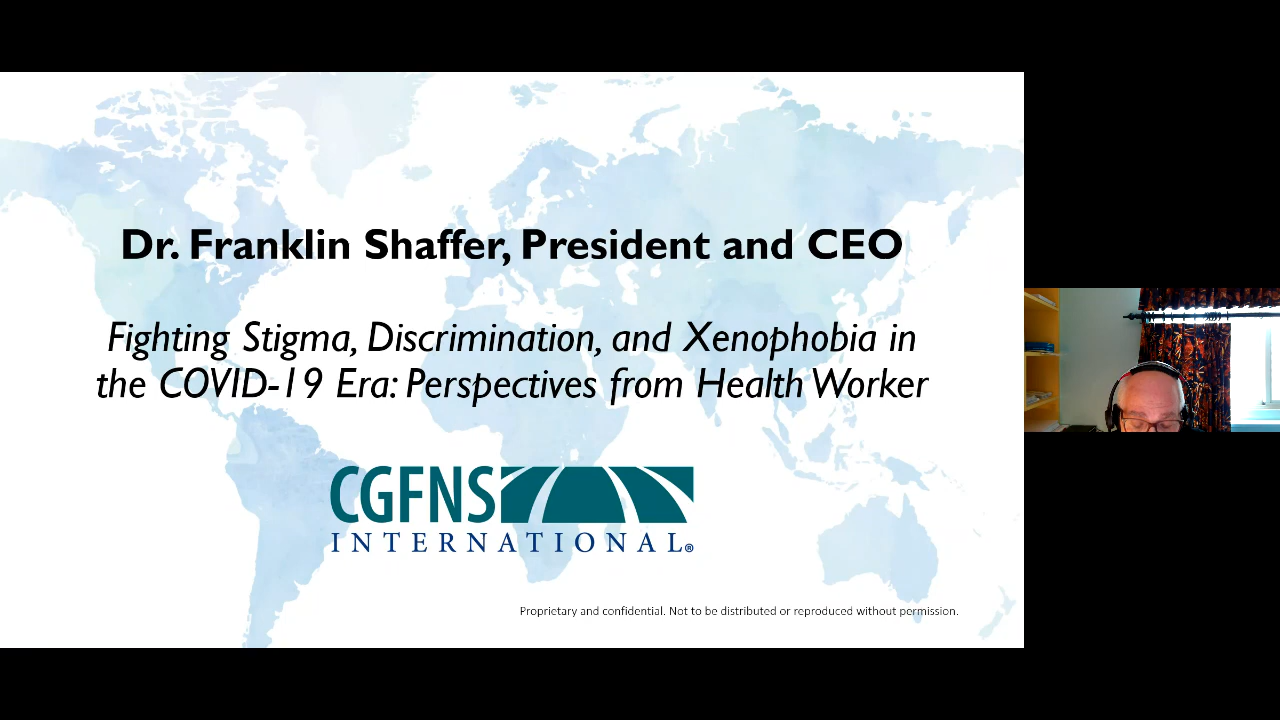 Dr. Franklin Shaffer, President and CEO
Fighting Stigma, Discrimination, and Xenophobia in
the COVID-19 Era: Perspectives from Health Worker
CGFNS
INTERNATIONAL®
Proprietary and confidential. Not to be distributed or reproduced without permission.